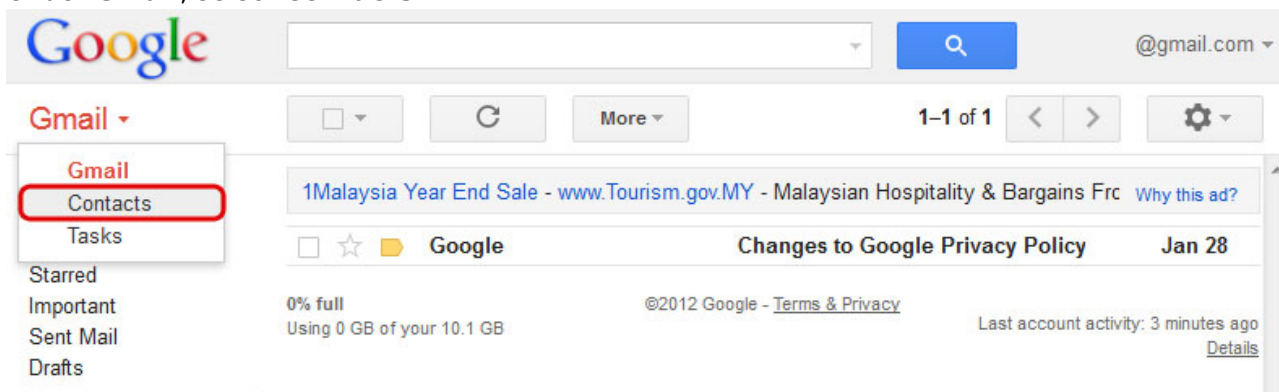 Google
@gmail.com
Gmail
More
1–1 of 1
Gmail
Contacts
Tasks
1Malaysia Year End Sale - www.Tourism.gov.MY - Malaysian Hospitality & Bargains Frc Why this ad?
Google Changes to Google Privacy Policy Jan 28
Starred
Important
Sent Mail
Drafts
0% full
Using 0 GB of your 10.1 GB
©2012 Google - Terms & Privacy
Last account activity: 3 minutes ago
Details